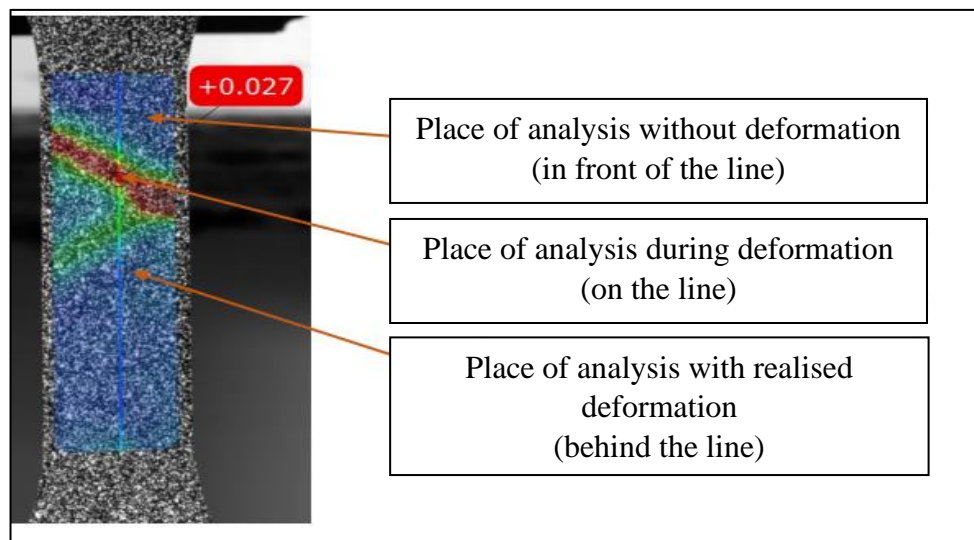 +0.027
Place of analysis without deformation
(in front of the line)
Place of analysis during deformation
(on the line)
Place of analysis with realised
deformation
(behind the line)